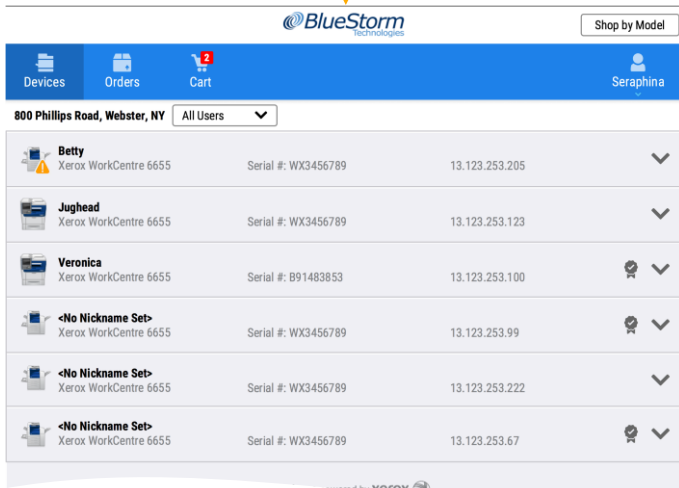 BlueStorm
Technologies
Shop by Model
Devices Orders 2 Cart Seraphina
800 Phillips Road, Webster, NY All Users
Betty
Xerox WorkCentre 6655 Serial #: WX3456789 13.123.253.205
Jughead
Xerox WorkCentre 6655 Serial #: WX3456789 13.123.253.123
Veronica
Xerox WorkCentre 6655 Serial #: B91483853 13.123.253.100
<No Nickname Set>
Xerox WorkCentre 6655 Serial #: WX3456789 13.123.253.99
<No Nickname Set>
Xerox WorkCentre 6655 Serial #: WX3456789 13.123.253.222
<No Nickname Set>
Xerox WorkCentre 6655 Serial #: WX3456789 13.123.253.67
powered by xerox